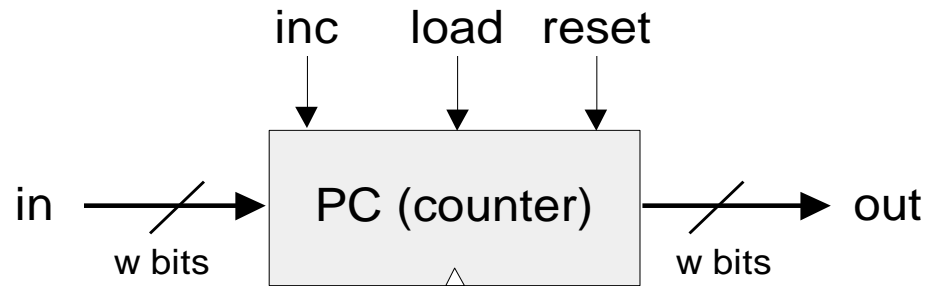 inc load reset
in PC (counter) out
w bits w bits